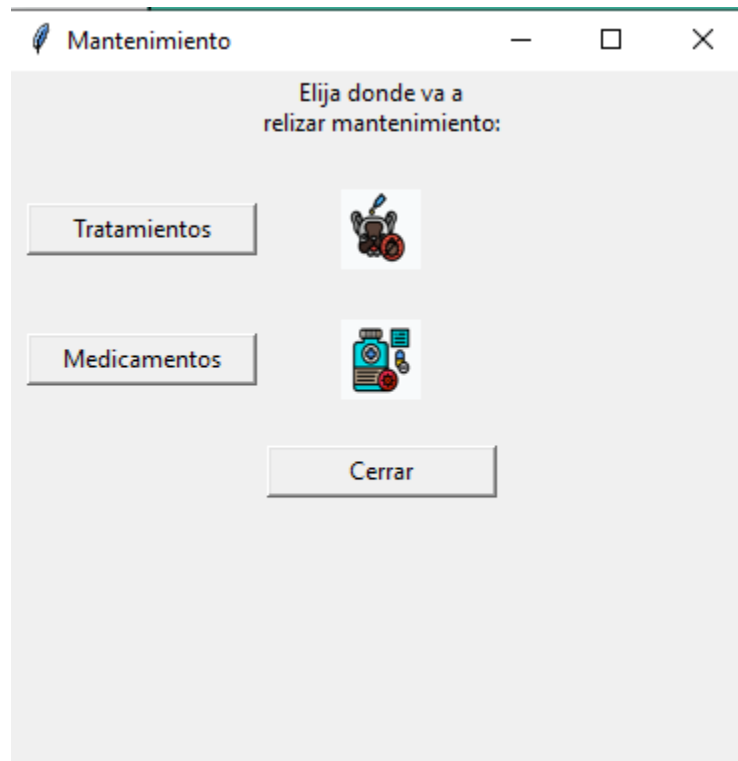 Mantenimiento
Elija donde va a
relizar mantenimiento:
Tratamientos
Medicamentos
Cerrar